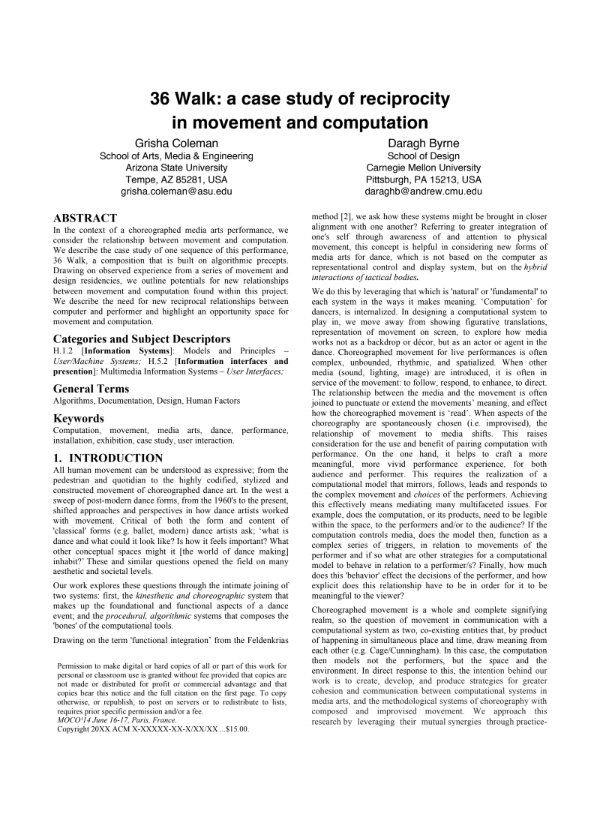 36 Walk: a case study of reciprocity
in movement and computation
Grisha Coleman
School of Arts, Media & Engineering
Arizona State University
Tempe, AZ 85281, USA
grisha.coleman@asu.edu
Daragh Byrne
School of Design
Carnegie Mellon University
Pittsburgh, PA 15213, USA
daraghb@andrew.cmu.edu
ABSTRACT
In the context of a choreographed media arts performance, we
consider the relationship between movement and computation.
We describe the case study of one sequence of this performance,
36 Walk, a composition that is built on algorithmic precepts.
Drawing on observed experience from a series of movement and
design residencies, we outline potentials for new relationships
between movement and computation found within this project.
We describe the need for new reciprocal relationships between
computer and performer and highlight an opportunity space for
movement and computation.
Categories and Subject Descriptors
H.1.2 [Information Systems]: Models and Principles –
User/Machine Systems; H.5.2 [Information interfaces and
presention]: Multimedia Information Systems – User Interfaces;
General Terms
Algorithms, Documentation, Design, Human Factors
Keywords
Computation, movement, media arts, dance, performance,
installation, exhibition, case study, user interaction.
1. INTRODUCTION
All human movement can be understood as expressive; from the
pedestrian and quotidian to the highly codified, stylized and
constructed movement of choreographed dance art. In the west a
sweep of post-modern dance forms, from the 1960's to the present,
shifted approaches and perspectives in how dance artists worked
with movement. Critical of both the form and content of
'classical' forms (e.g. ballet, modern) dance artists ask; 'what is
dance and what could it look like? Is how it feels important? What
other conceptual spaces might it [the world of dance making]
inhabit?' These and similar questions opened the field on many
aesthetic and societal levels.
Our work explores these questions through the intimate joining of
two systems: first, the kinesthetic and choreographic system that
makes up the foundational and functional aspects of a dance
event; and the procedural, algorithmic systems that composes the
'bones' of the computational tools.
Drawing on the term 'functional integration' from the Feldenkrias
Permission to make digital or hard copies of all or part of this work for
personal or classroom use is granted without fee provided that copies are
not made or distributed for profit or commercial advantage and that
copies bear this notice and the full citation on the first page. To copy
otherwise, or republish, to post on servers or to redistribute to lists,
requires prior specific permission and/or a fee.
MOCO'14 June 16-17, Paris, France.
Copyright 20XX ACM X-XXXXX-XX-X/XX/XX ...$15.00.
method [2], we ask how these systems might be brought in closer
alignment with one another? Referring to greater integration of
one's self through awareness of and attention to physical
movement, this concept is helpful in considering new forms of
media arts for dance, which is not based on the computer as
representational control and display system, but on the hybrid
interactions of tactical bodies.
We do this by leveraging that which is 'natural' or 'fundamental' to
each system in the ways it makes meaning. 'Computation' for
dancers, is internalized. In designing a computational system to
play in, we move away from showing figurative translations,
representation of movement on screen, to explore how media
works not as a backdrop or décor, but as an actor or agent in the
dance. Choreographed movement for live performances is often
complex, unbounded, rhythmic, and spatialized. When other
media (sound, lighting, image) are introduced, it is often in
service of the movement: to follow, respond, to enhance, to direct.
The relationship between the media and the movement is often
joined to punctuate or extend the movements' meaning, and effect
how the choreographed movement is 'read'. When aspects of the
choreography are spontaneously chosen (i.e. improvised), the
relationship of movement to media shifts. This raises
consideration for the use and benefit of pairing computation with
performance. On the one hand, it helps to craft a more
meaningful, more vivid performance experience, for both
audience and performer. This requires the realization of a
computational model that mirrors, follows, leads and responds to
the complex movement and choices of the performers. Achieving
this effectively means mediating many multifaceted issues. For
example, does the computation, or its products, need to be legible
within the space, to the performers and/or to the audience? If the
computation controls media, does the model then, function as a
complex series of triggers, in relation to movements of the
performer and if so what are other strategies for a computational
model to behave in relation to a performer/s? Finally, how much
does this 'behavior' effect the decisions of the performer, and how
explicit does this relationship have to be in order for it to be
meaningful to the viewer?
Choreographed movement is a whole and complete signifying
realm, so the question of movement in communication with a
computational system as two, co-existing entities that, by product
of happening in simultaneous place and time, draw meaning from
each other (e.g. Cage/Cunningham). In this case, the computation
then models not the performers, but the space and the
environment. In direct response to this, the intention behind our
work is to create, develop, and produce strategies for greater
cohesion and communication between computational systems in
media arts, and the methodological systems of choreography with
composed and improvised movement. We approach this
research by leveraging their mutual synergies through practice-